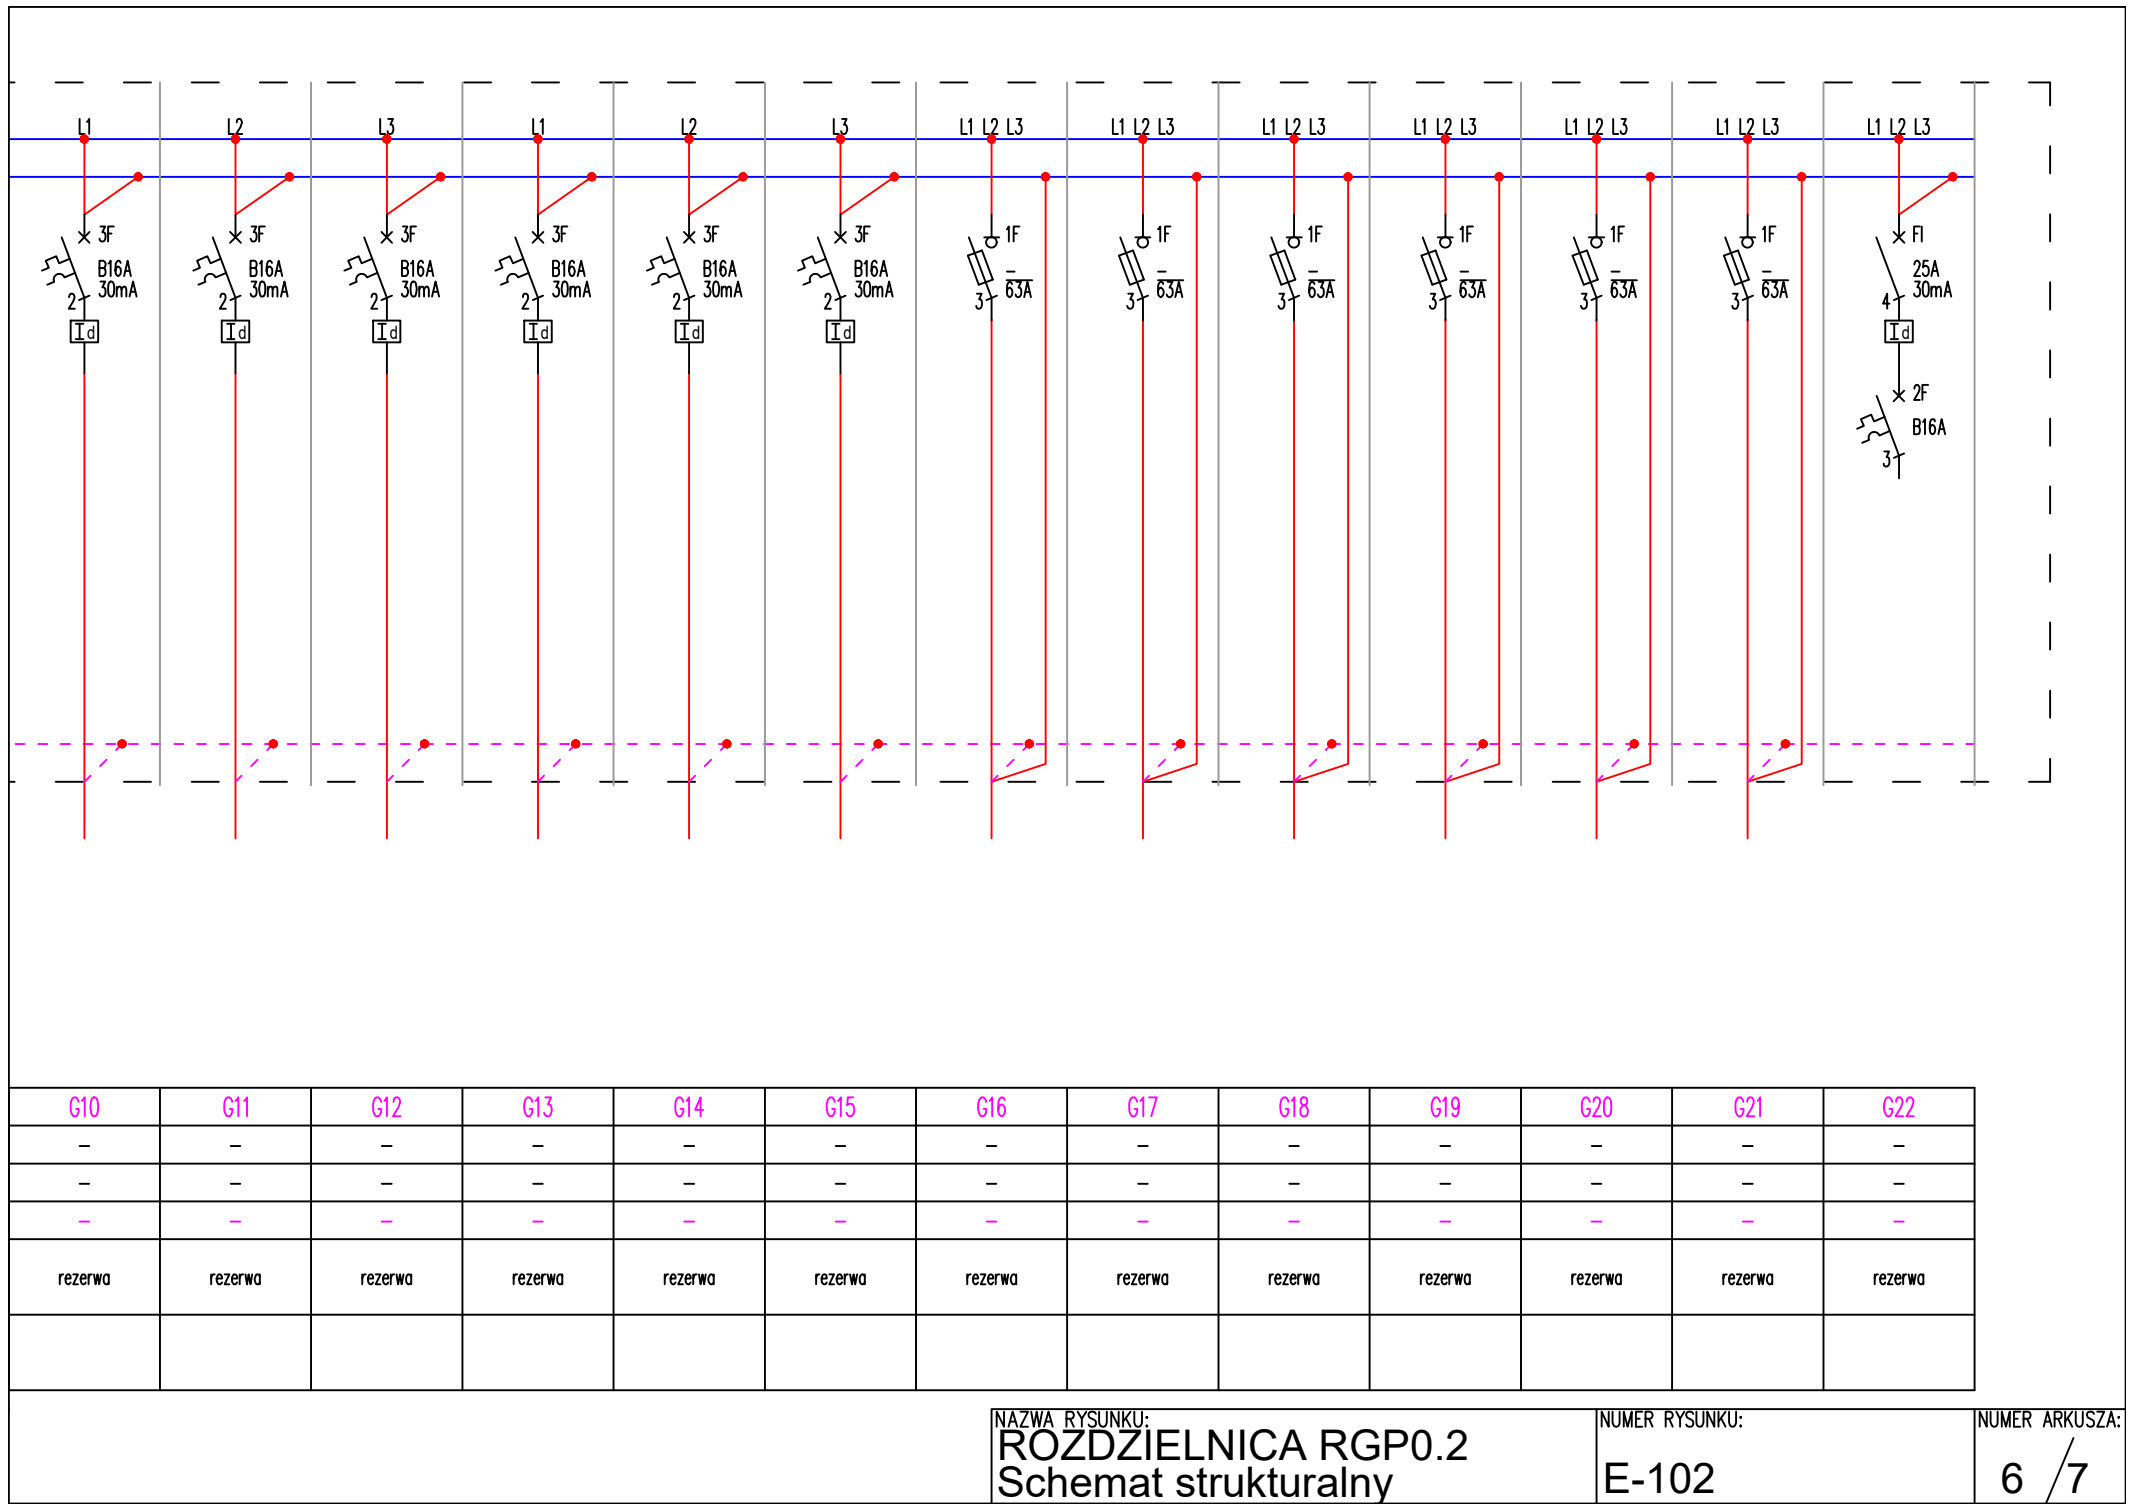 L1 L2 L3 L1 L2 L3 L1 L2 L3 L1 L2 L3 L1 L2 L3 L1 L2 L3 L1 L2 L3 L1 L2 L3 L1 L2 L3
3F 3F 3F 3F 3F 3F 1F 1F 1F 1F 1F 1F FI
B16A B16A B16A B16A B16A B16A – – – – – – 25A
30mA 30mA 30mA 30mA 30mA 30mA 63A 63A 63A 63A 63A 63A 30mA
2 2 2 2 2 2 3 3 3 3 3 3 4
Id Id Id Id Id Id Id
2F
B16A
3
G10 G11 G12 G13 G14 G15 G16 G17 G18 G19 G20 G21 G22
– – – – – – – – – – – – –
– – – – – – – – – – – – –
– – – – – – – – – – – – –
rezerwa rezerwa rezerwa rezerwa rezerwa rezerwa rezerwa rezerwa rezerwa rezerwa rezerwa rezerwa rezerwa
NAZWA RYSUNKU: NUMER RYSUNKU: NUMER ARKUSZA:
ROZDZIELNICA RGP0.2
Schemat strukturalny E-102 6/7